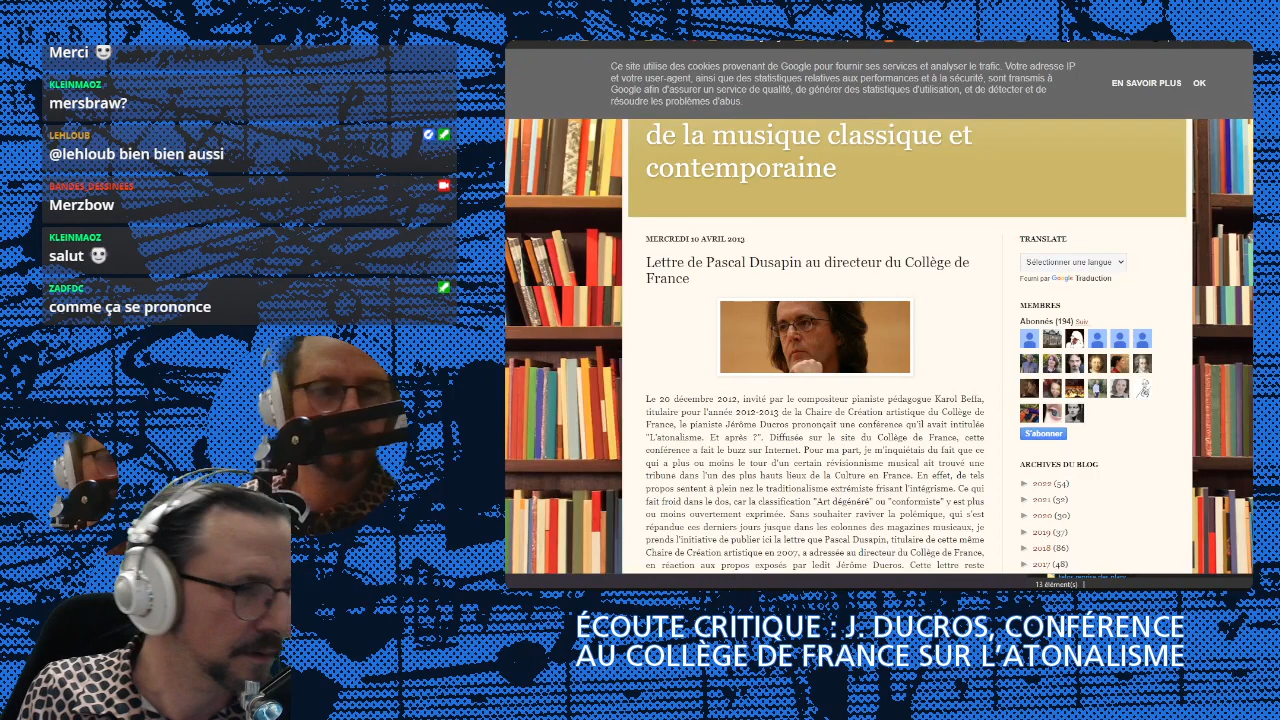 Merci
KLEINMAOZ
mersbraw?
LEHLOUB
@lehloub bien bien aussi
BANDES_DESSINEES
Merzbow
KLEINMAOZ
salut
ZADFDC
comme ça se prononce
Ce site utilise des cookies provenant de Google pour fournir ses services et analyser le trafic. Votre adresse IP
et votre user-agent, ainsi que des statistiques relatives aux performances et à la sécurité, sont transmis à
Google afin d'assurer un service de qualité, de générer des statistiques d'utilisation, et de détecter et de
résoudre les problèmes d'abus.
EN SAVOIR PLUS OK
de la musique classique et
contemporaine
MERCREDI 10 AVRIL 2013
Lettre de Pascal Dusapin au directeur du Collège de
France
Le 20 décembre 2012, invité par le compositeur pianiste pédagogue Karol Beffa,
titulaire pour l'année 2012-2013 de la Chaire de Création artistique du Collège de
France, le pianiste Jérôme Ducros prononçait une conférence qu'il avait intitulée
"L'atonalisme. Et après ?". Diffusée sur le site du Collège de France, cette
conférence a fait le buzz sur Internet. Pour ma part, je m'inquiétais du fait que ce
qui a plus ou moins le tour d'un certain révisionnisme musical ait trouvé une
tribune dans l'un des plus hauts lieux de la Culture en France. En effet, de tels
propos sentent à plein nez le traditionalisme extrémiste frisant l'intégrisme. Ce qui
fait froid dans le dos, car la classification "Art dégénéré" ou "conformiste" y est plus
ou moins ouvertement exprimée. Sans souhaiter raviver la polémique, qui s'est
répandue ces derniers jours jusque dans les colonnes des magazines musicaux, je
prends l'initiative de publier ici la lettre que Pascal Dusapin, titulaire de cette même
Chaire de Création artistique en 2007, a adressée au directeur du Collège de France,
en réaction aux propos exposés par ledit Jérôme Ducros. Cette lettre reste
TRANSLATE
Sélectionner une langue
Fourni par Google Traduction
MEMBRES
Abonnés (194) Suiv
S'abonner
ARCHIVES DU BLOG
► 2022 (54)
► 2021 (32)
► 2020 (30)
► 2019 (37)
► 2018 (86)
► 2017 (48)
13 élément(s)
ÉCOUTE CRITIQUE : J. DUCROS, CONFÉRENCE
AU COLLÈGE DE FRANCE SUR L'ATONALISME